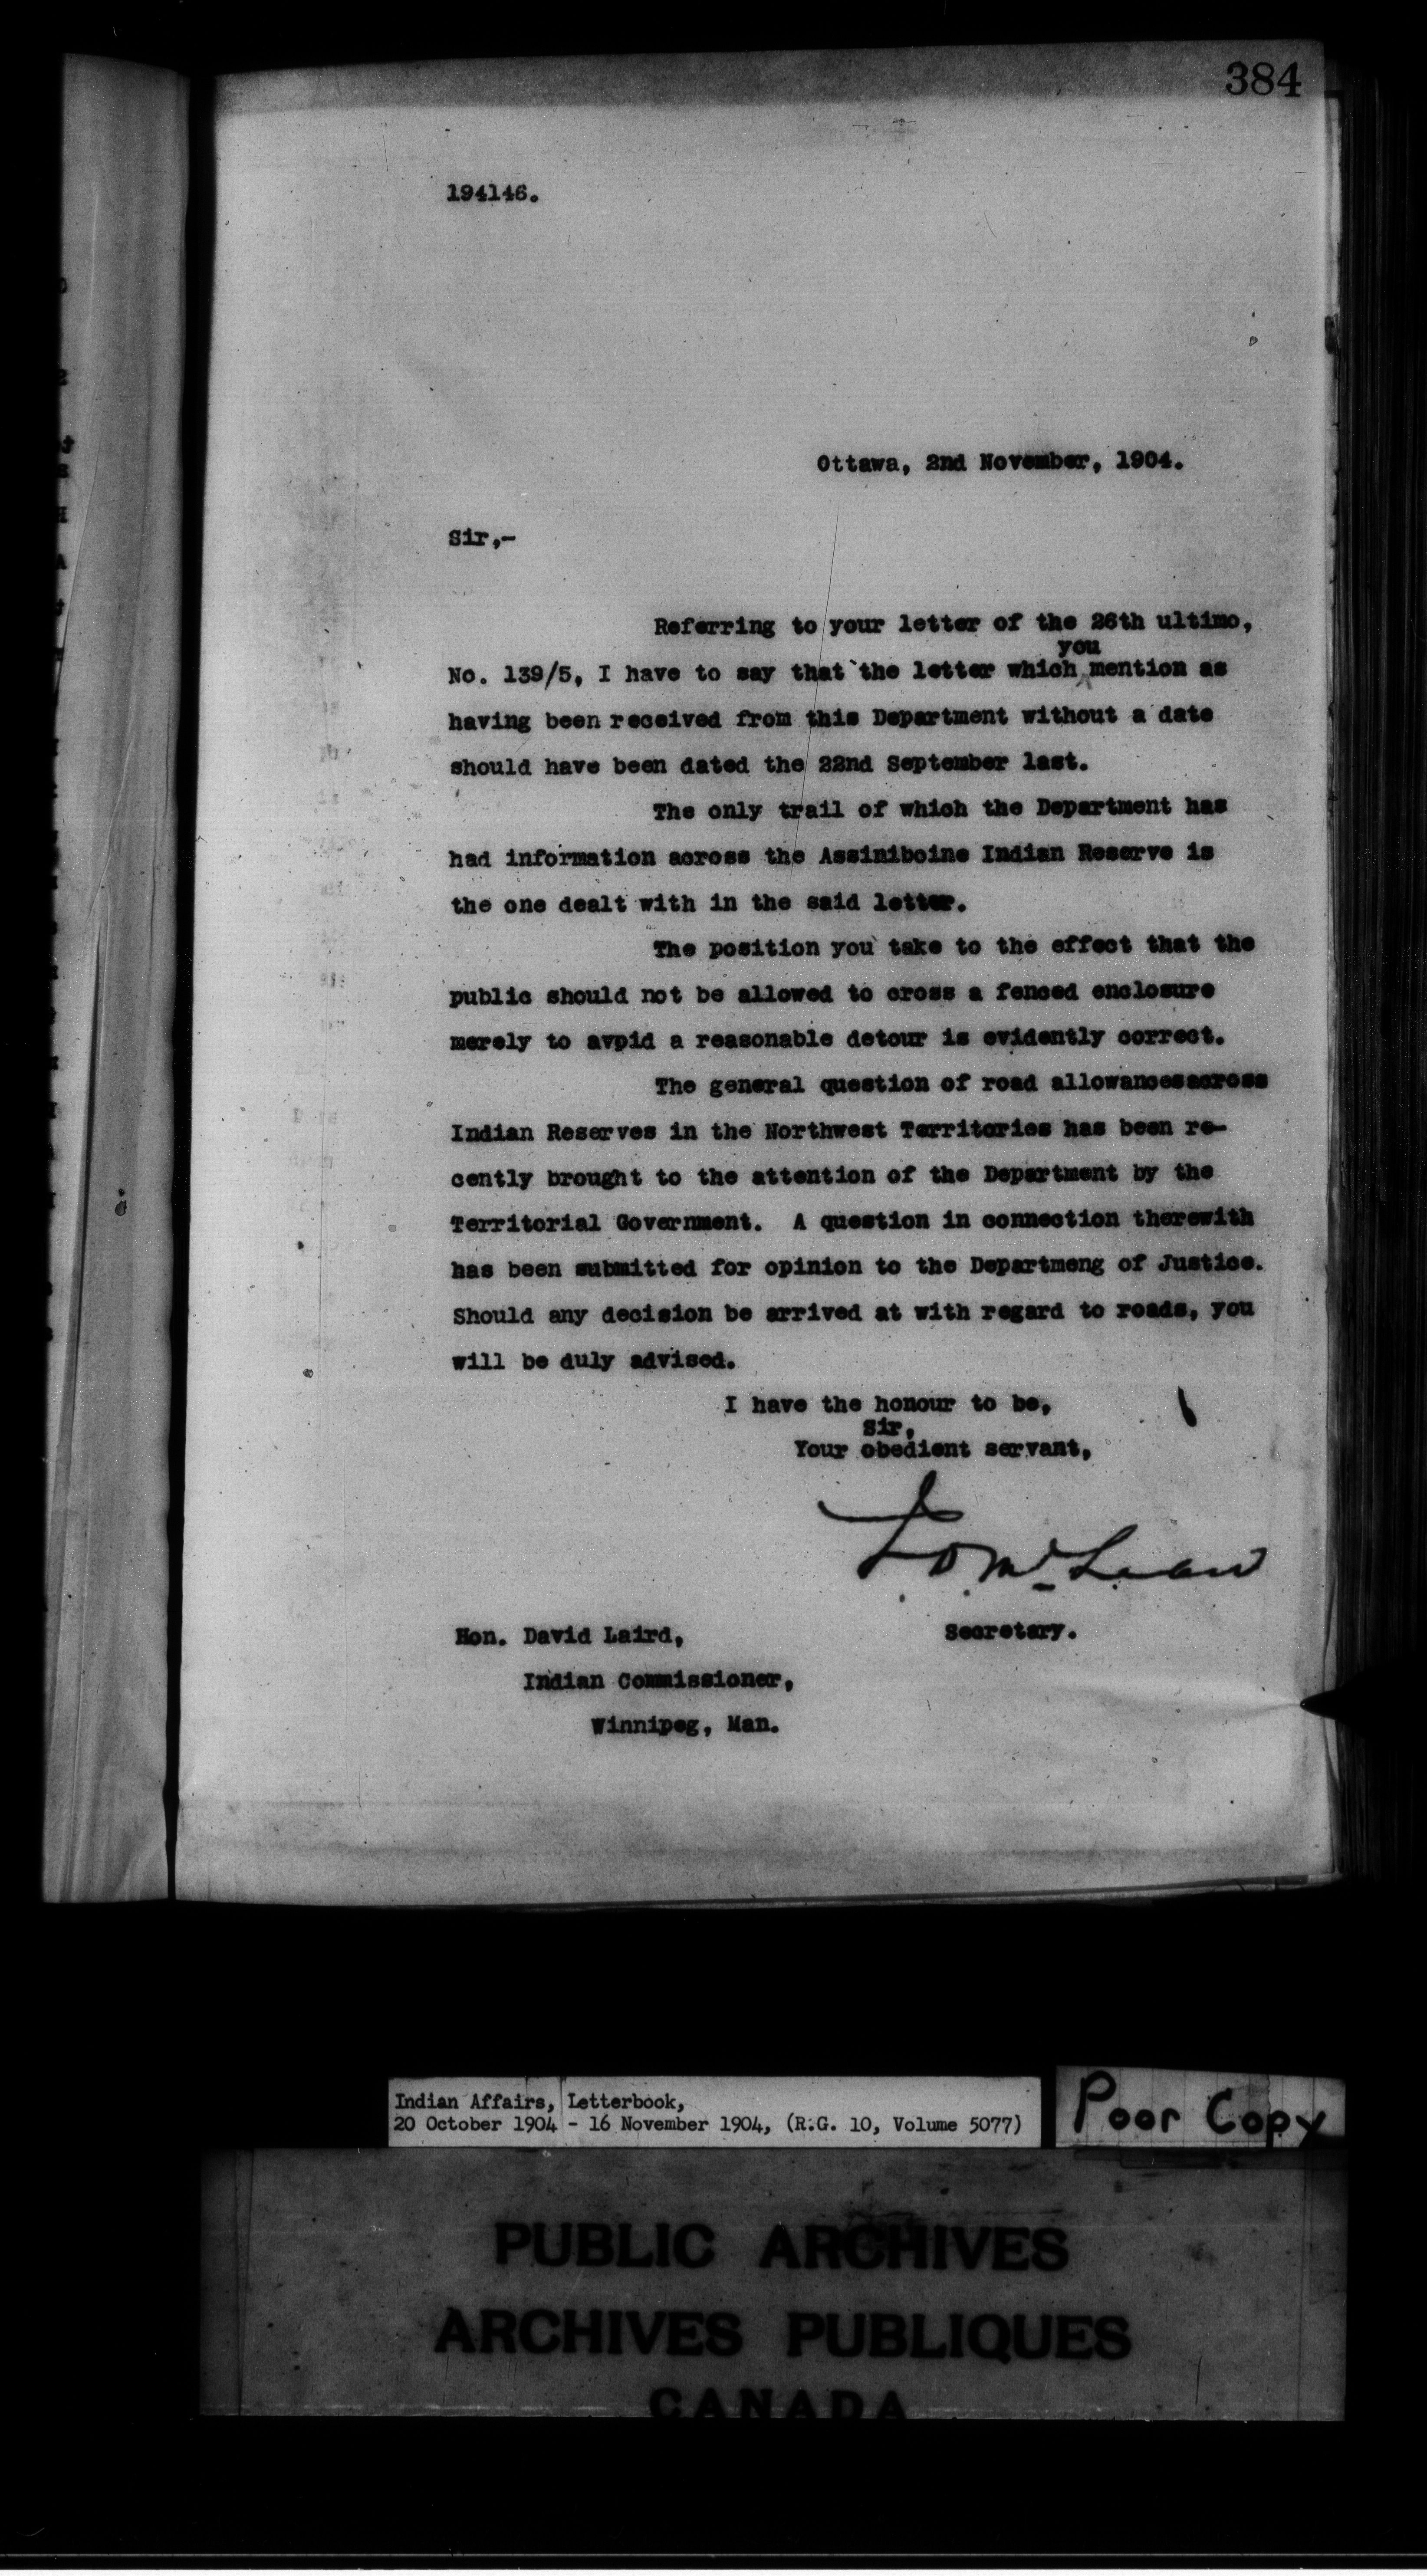 384
194146.
Ottawa, 2nd November, 1904.
Sir,-
Referring to your letter of the 26th ultimo,
you
No. 139/5, I have to say that the letter which mention as
having been received from this Department without a date
should have been dated the 22nd September last.
The only trail of which the Department has
had information across the Assiniboine Indian Reserve is
the one dealt with in the said letter.
The position you take to the effect that the
public should not be allowed to cross a fenced enclosure
merely to avpid a reasonable detour is evidently correct.
The general question of road allowancesacross
Indian Reserves in the Northwest Territories has been re-
cently brought to the attention of the Department by the
Territorial Government. A question in connection therewith
has been submitted for opinion to the Departmeng of Justice.
Should any decision be arrived at with regard to roads, you
will be duly advised.
I have the honour to be,
Sir,
Your obedient servant,
J D McLean
Secretary.
Hon. David Laird,
Indian Commissioner,
Winnipeg, Man.
Indian Affairs, Letterbook,
20 October 1904 - 16 November 1904, (R.G. 10, Volume 5077)
Poor Copy
PUBLIC ARCHIVES
ARCHIVES PUBLIQUES
CANADA